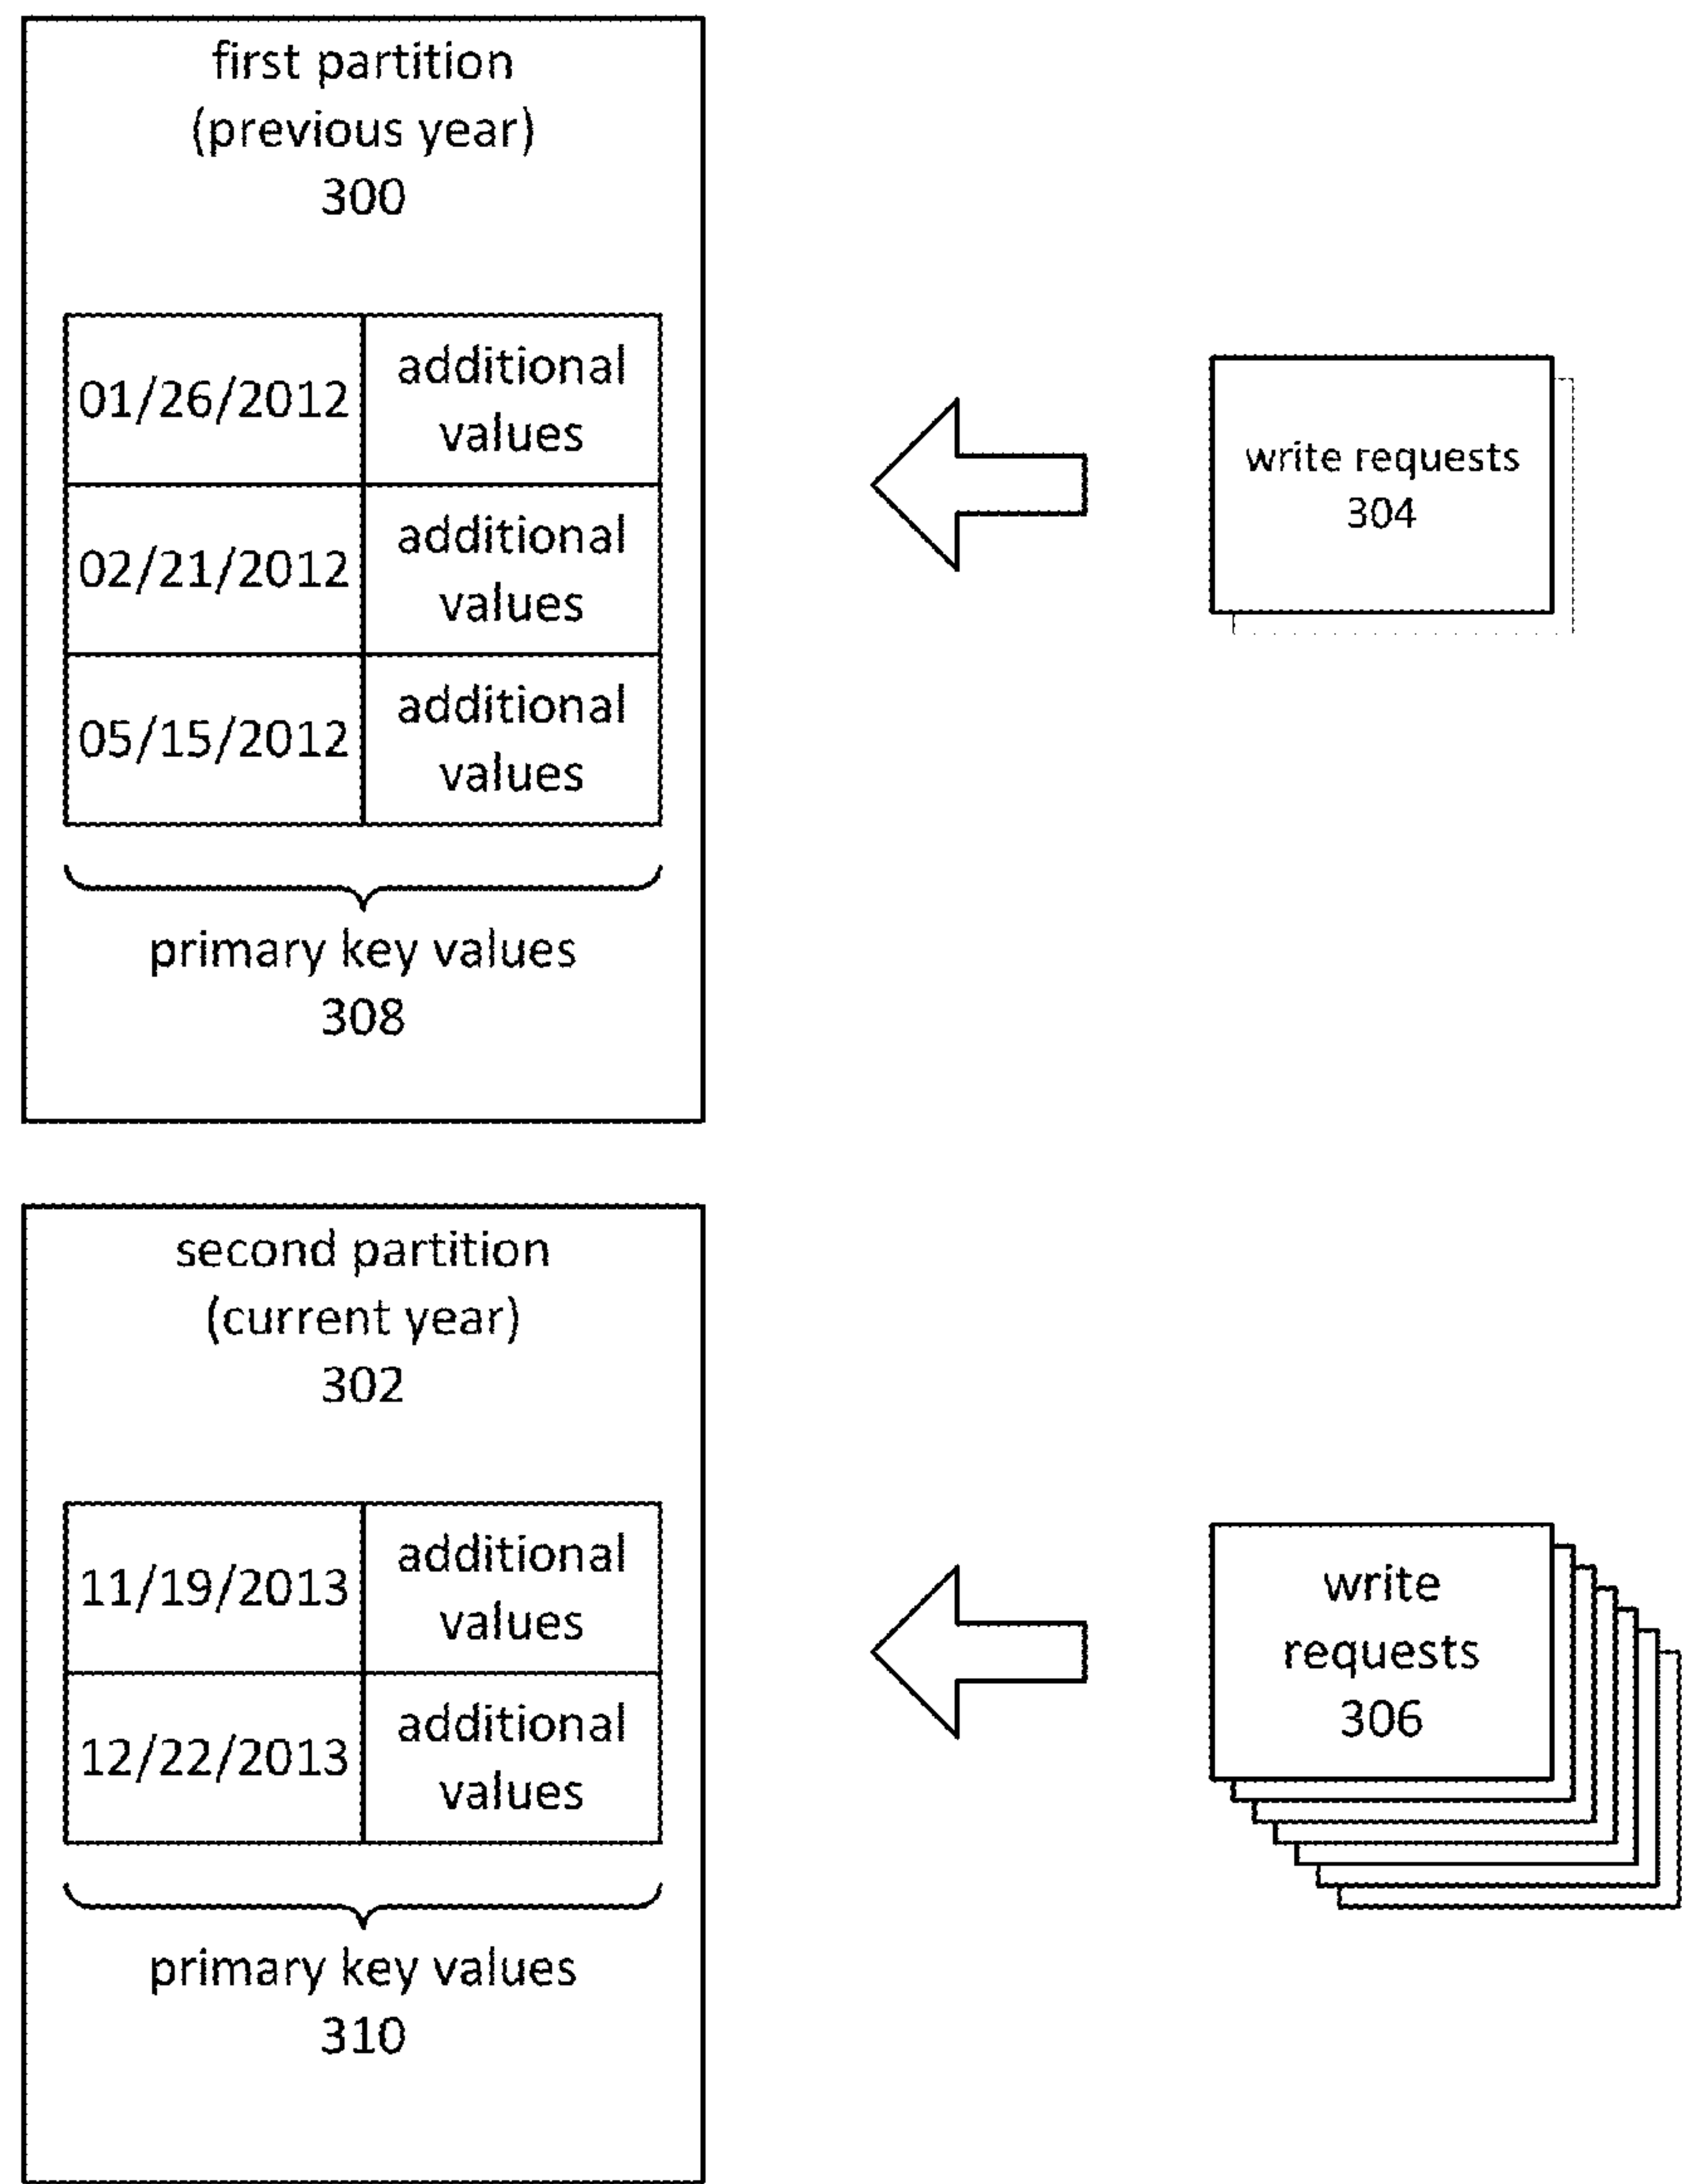 first partition
(previous year)
300
01/26/2012
additional
values
02/21/2012
additional
values
05/15/2012
additional
values
primary key values
308
write requests
304
second partition
(current year)
302
11/19/2013
additional
values
12/22/2013
additional
values
primary key values
310
write
requests
306